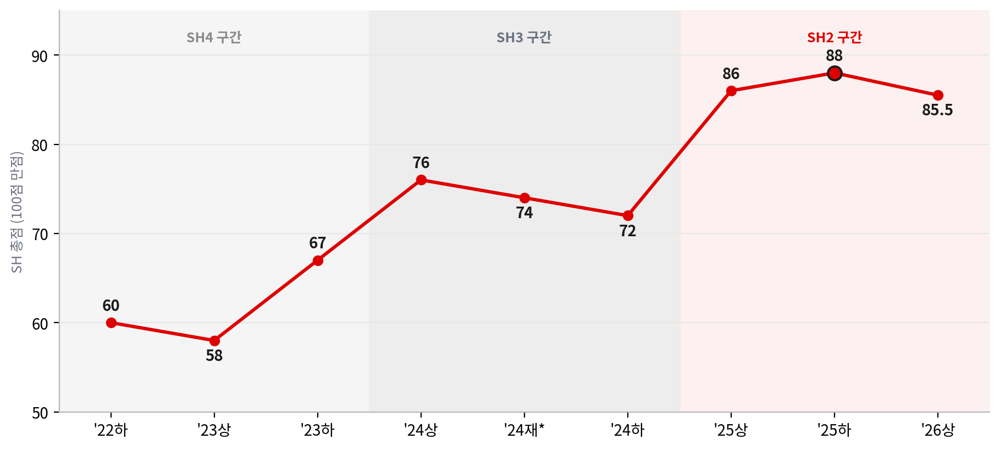 SH4 구간
SH3 구간
SH2 구간
SH 총점 (100점 만점)
90
80
70
60
50
60
58
67
76
74
72
86
88
85.5
'22하
'23상
'23하
'24상
'24재*
'24하
'25상
'25하
'26상